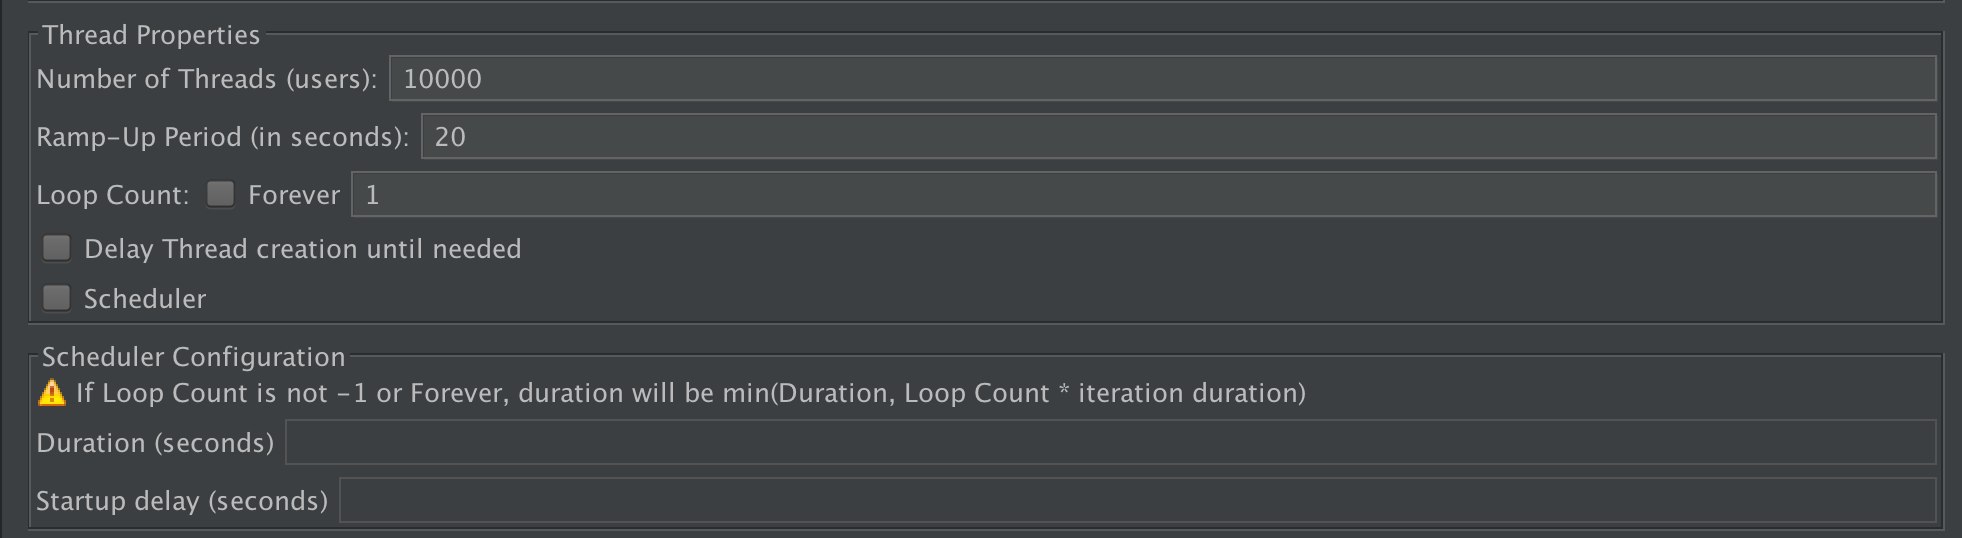 Thread Properties
Number of Threads (users): 10000
Ramp-Up Period (in seconds): 20
Loop Count: Forever 1
Delay Thread creation until needed
Scheduler
Scheduler Configuration
If Loop Count is not -1 or Forever, duration will be min(Duration, Loop Count * iteration duration)
Duration (seconds)
Startup delay (seconds)